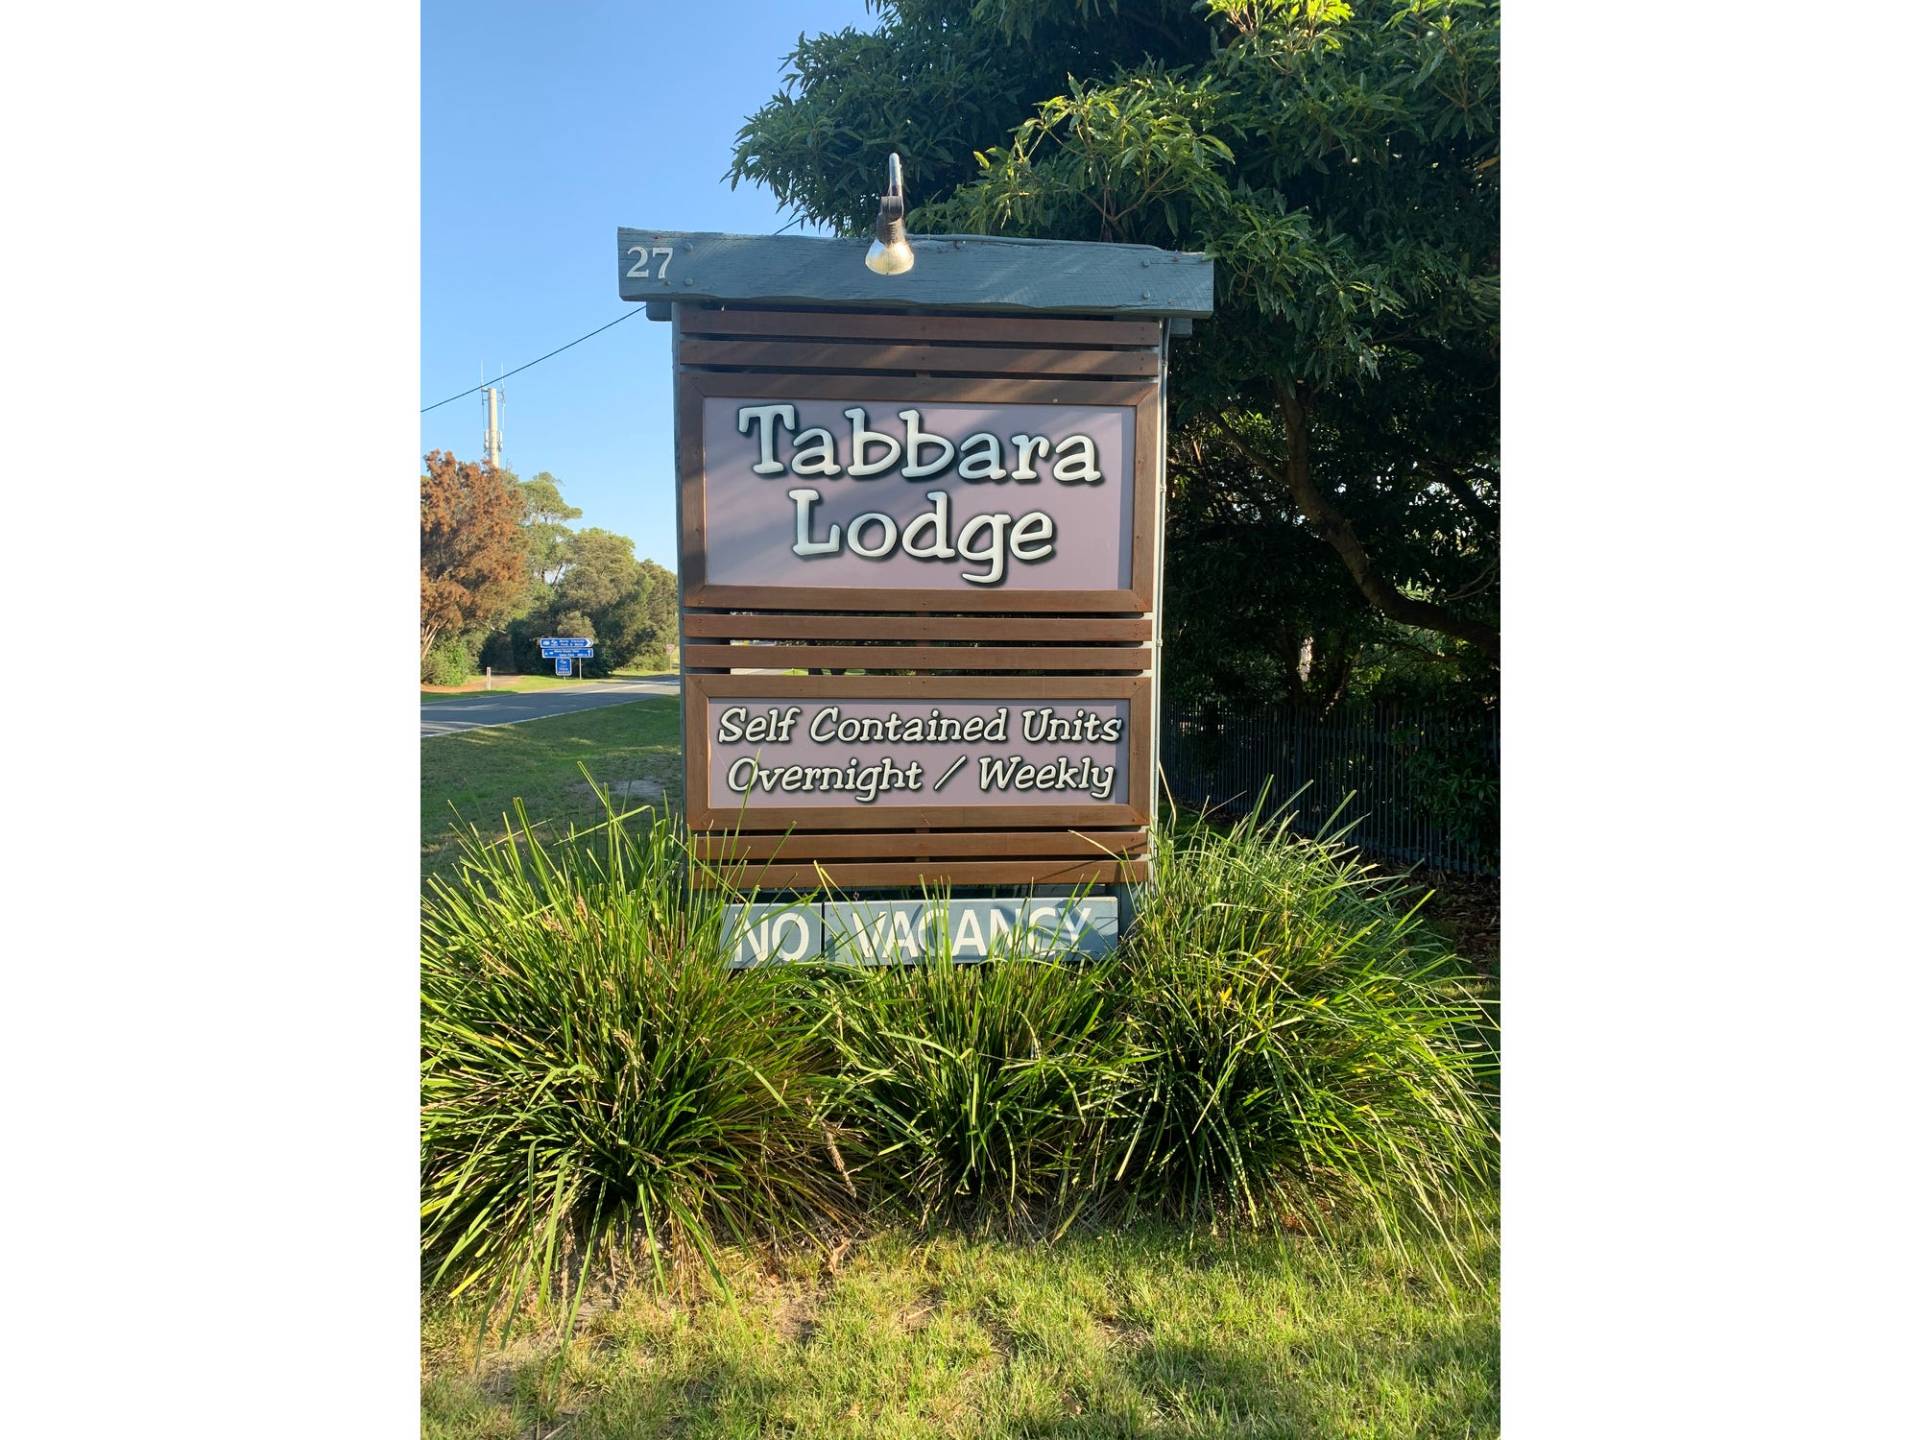 27
Tabbara
Lodge
Self Contained Units
Overnight / Weekly
NO VACANCY